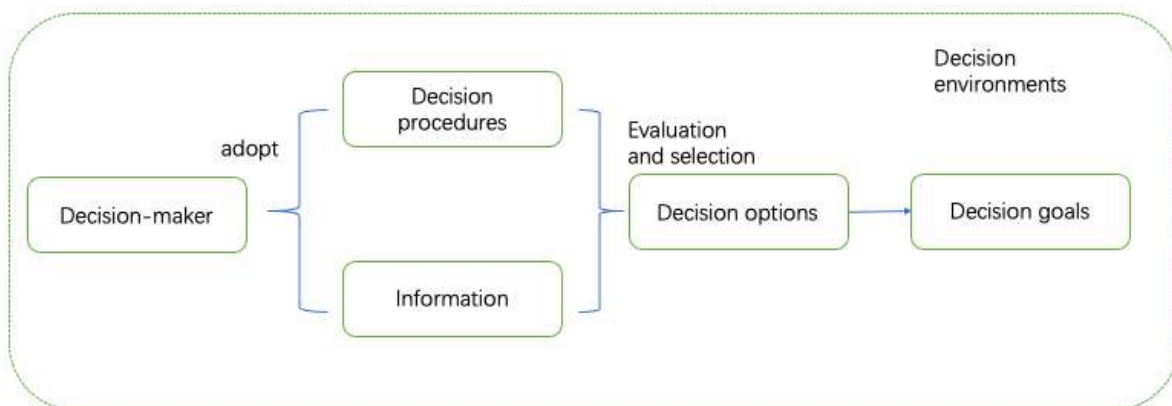 Decision
environments
Decision
procedures
adopt
Evaluation
and selection
Decision-maker
Decision options
Decision goals
Information